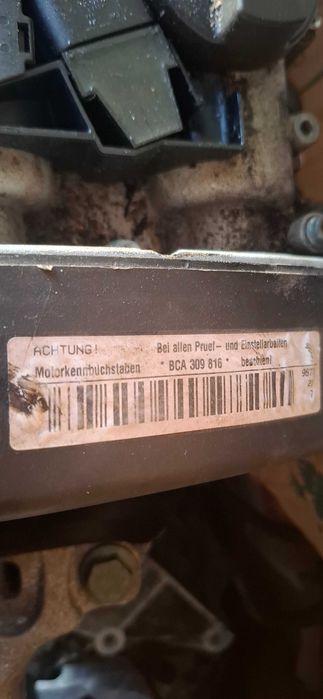 ACHTUNG! Bei allen Pruef- und Einstellarbeiten
Motorkennbuchstaben * BCA 309 816 * beachten!